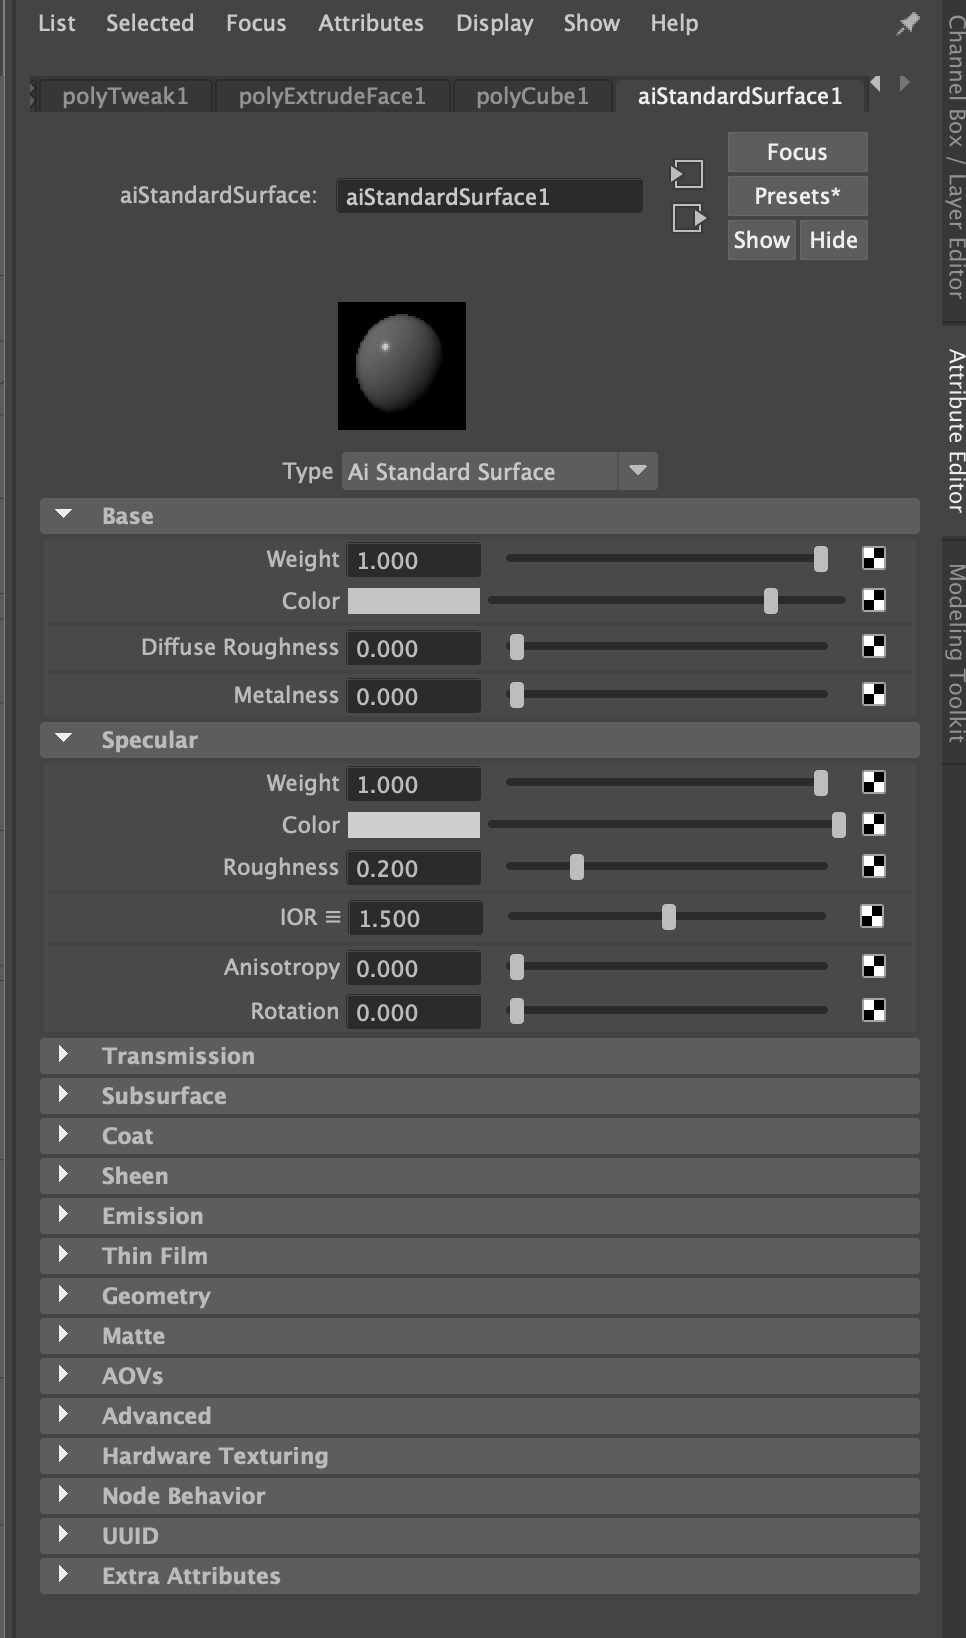 List Selected Focus Attributes Display Show Help
polyTweak1 polyExtrudeFace1 polyCube1 aiStandardSurface1
Focus
aiStandardSurface: aiStandardSurface1 Presets*
Show Hide
Type Ai Standard Surface
Base
Weight 1.000
Color
Diffuse Roughness 0.000
Metalness 0.000
Specular
Weight 1.000
Color
Roughness 0.200
IOR 1.500
Anisotropy 0.000
Rotation 0.000
Transmission
Subsurface
Coat
Sheen
Emission
Thin Film
Geometry
Matte
AOVs
Advanced
Hardware Texturing
Node Behavior
UUID
Extra Attributes
Channel Box / Layer Editor
Attribute Editor
Modeling Toolkit